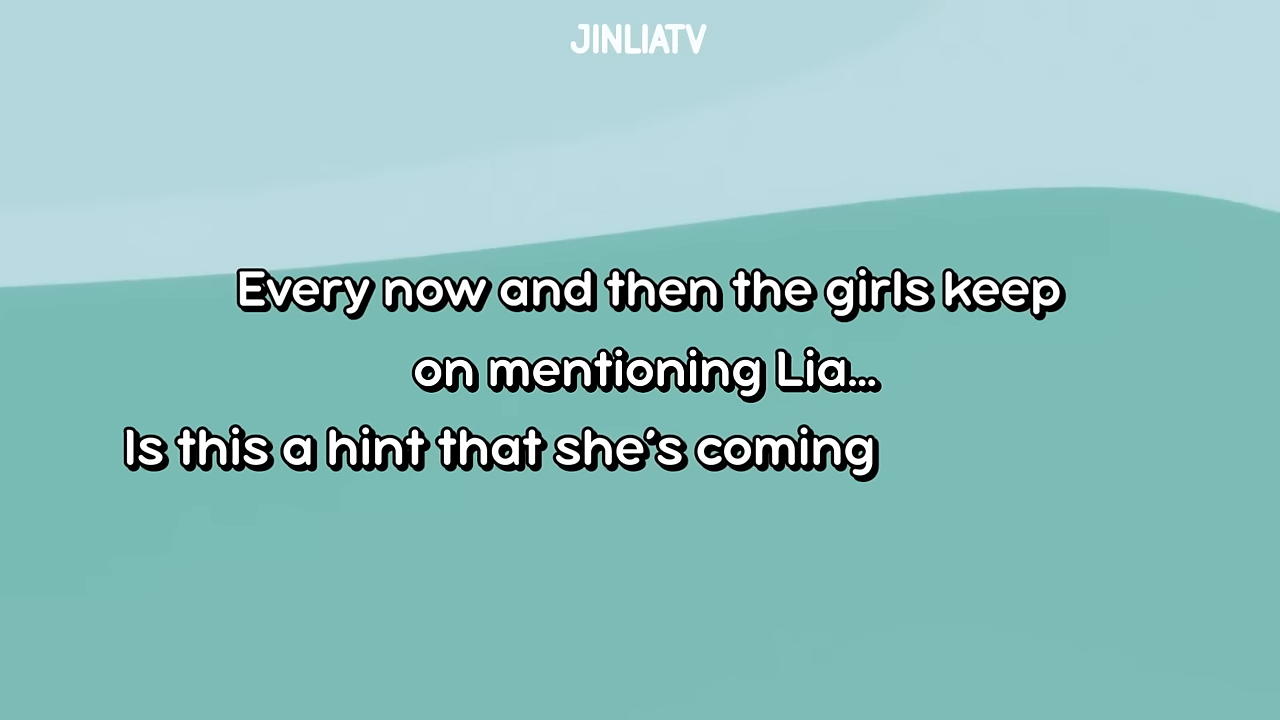 JINLIATV
Every now and then the girls keep
on mentioning Lia...
Is this a hint that she's coming